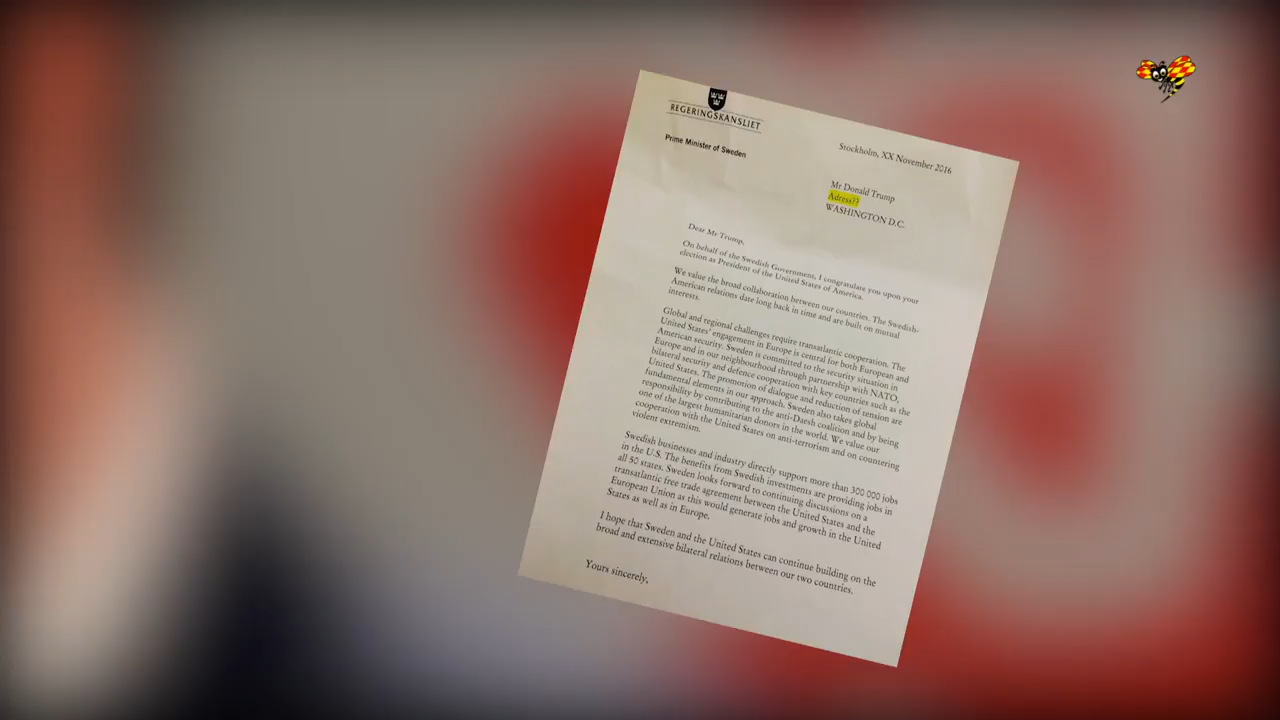 REGERINGSKANSLIET
Prime Minister of Sweden
Stockholm, XX November 2016
Mr Donald Trump
Adress??
WASHINGTON D.C.
Dear Mr Trump,
On behalf of the Swedish Government, I congratulate you upon your
election as President of the United States of America.
We value the broad collaboration between our countries. The Swedish-
American relations date long back in time and are built on mutual
interests.
Global and regional challenges require transatlantic cooperation. The
United States' engagement in Europe is central for both European and
American security. Sweden is committed to the security situation in
Europe and in our neighbourhood through partnership with NATO,
bilateral security and defence cooperation with key countries such as the
United States. The promotion of dialogue and reduction of tension are
fundamental elements in our approach. Sweden also takes global
responsibility by contributing to the anti-Daesh coalition and by being
one of the largest humanitarian donors in the world. We value our
cooperation with the United States on anti-terrorism and on countering
violent extremism.
Swedish businesses and industry directly support more than 300 000 jobs
in the U.S. The benefits from Swedish investments are providing jobs in
all 50 states. Sweden looks forward to continuing discussions on a
transatlantic free trade agreement between the United States and the
European Union as this would generate jobs and growth in the United
States as well as in Europe.
I hope that Sweden and the United States can continue building on the
broad and extensive bilateral relations between our two countries.
Yours sincerely,